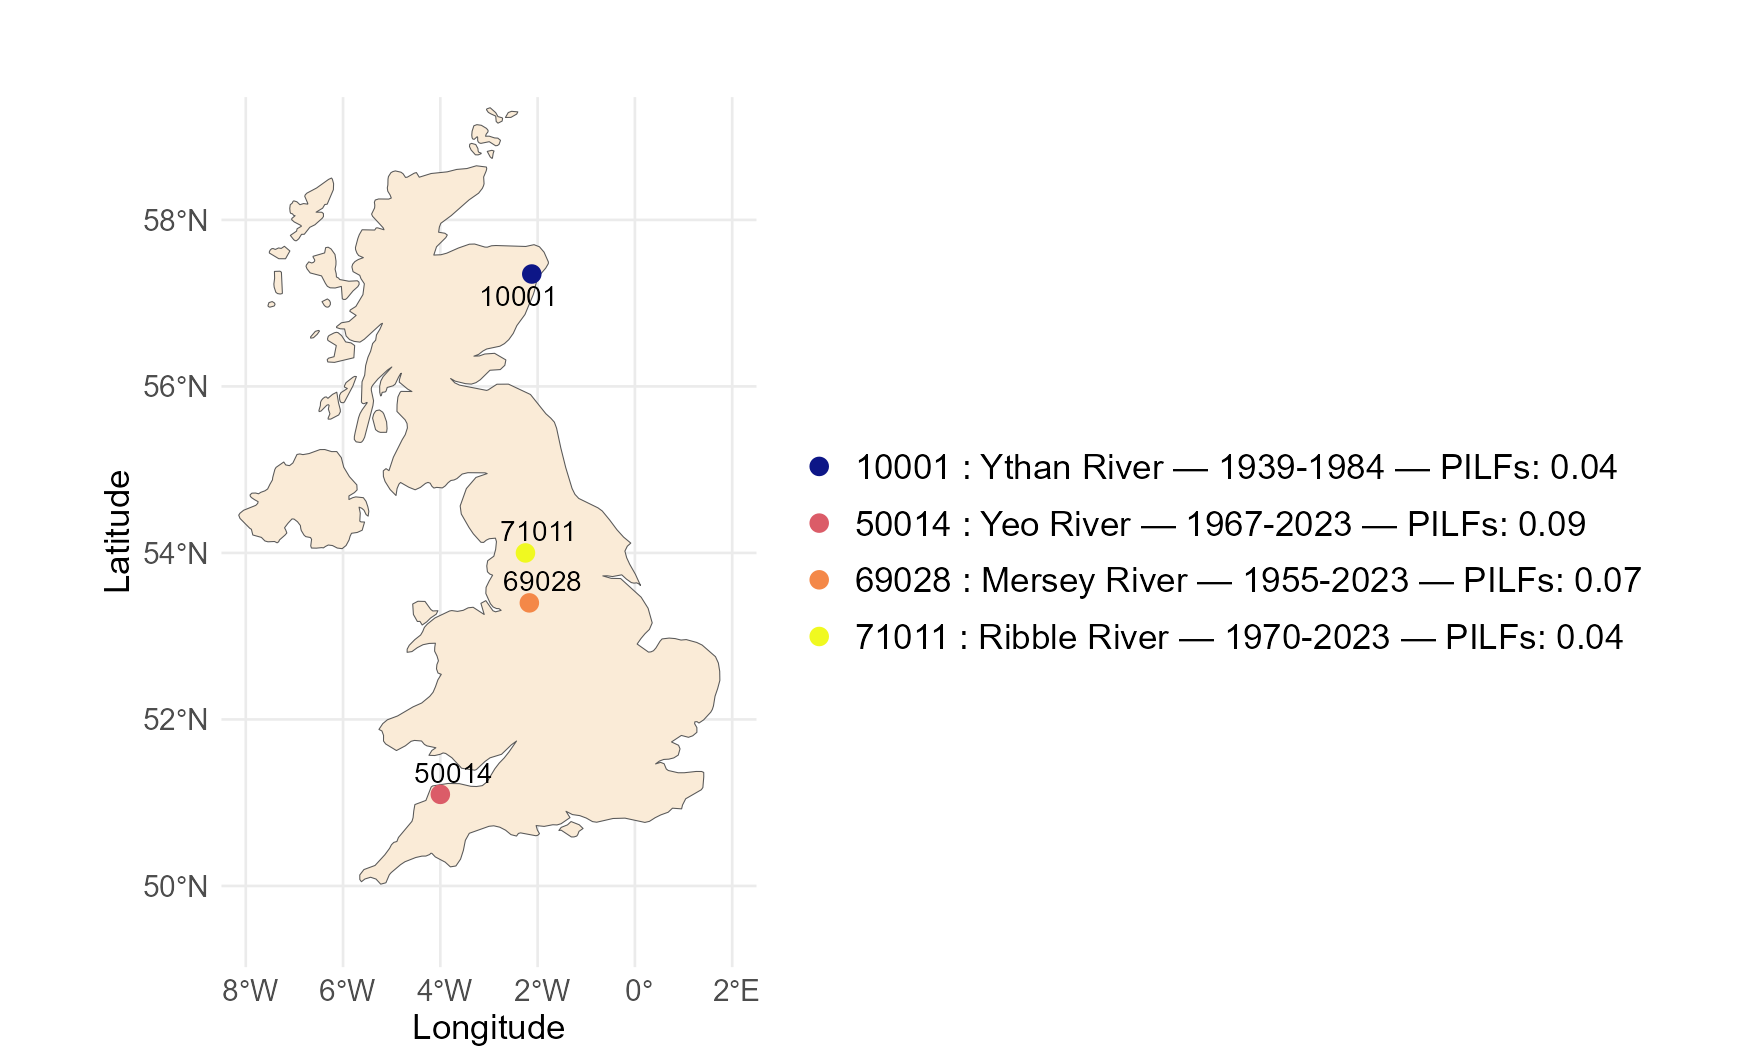 58°N
56°N
54°N
52°N
50°N
Latitude
8°W 6°W 4°W 2°W 0° 2°E
Longitude
10001
71011
69028
50014
10001 : Ythan River — 1939-1984 — PILFs: 0.04
50014 : Yeo River — 1967-2023 — PILFs: 0.09
69028 : Mersey River — 1955-2023 — PILFs: 0.07
71011 : Ribble River — 1970-2023 — PILFs: 0.04